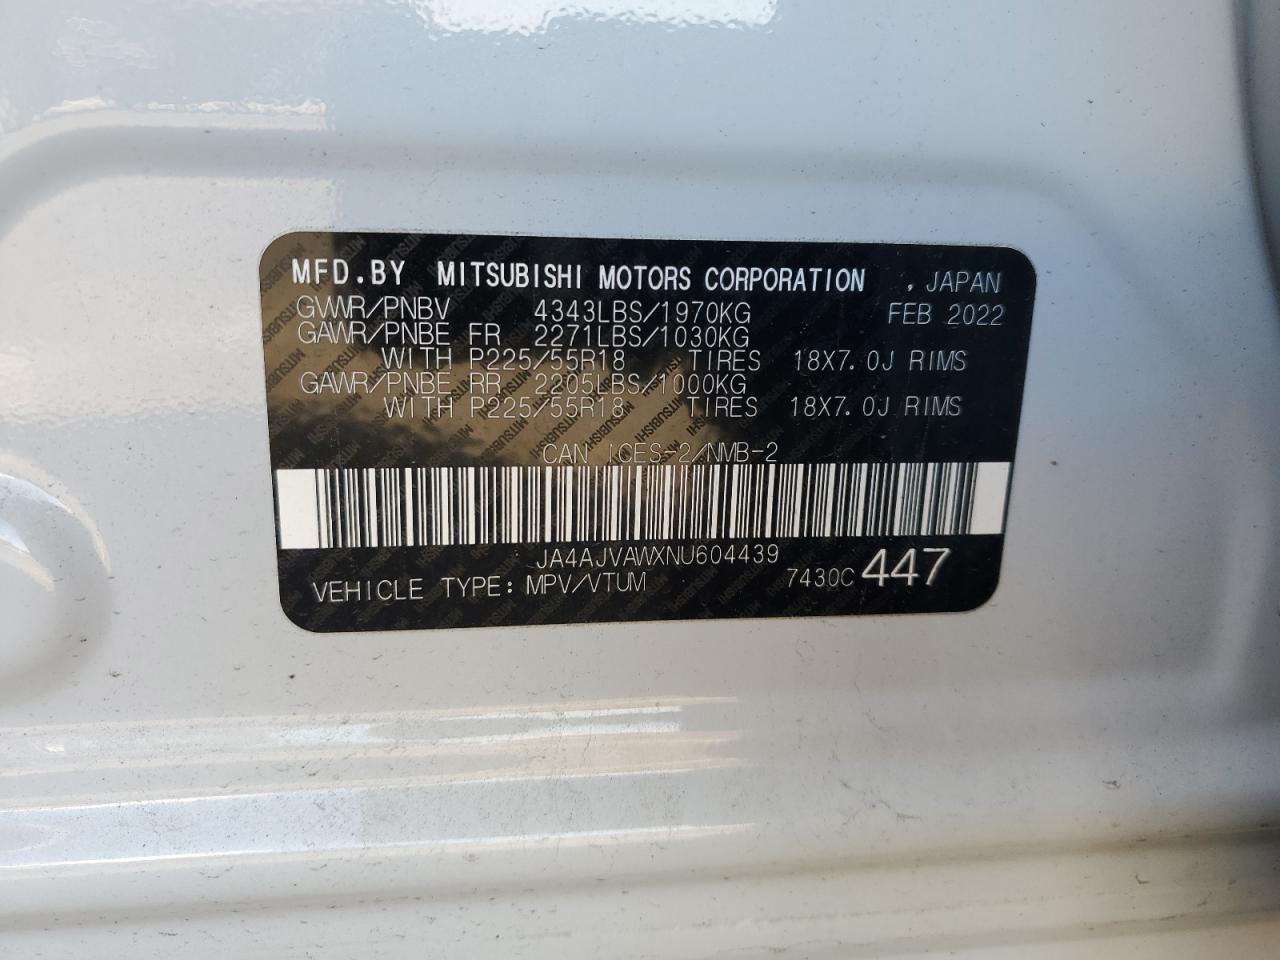 MFD.BY MITSUBISHI MOTORS CORPORATION , JAPAN
GVWR/PNBV 4343LBS/1970KG FEB 2022
GAWR/PNBE FR 2271LBS/1030KG
WITH P225/55R18 TIRES 18X7.0J RIMS
GAWR/PNBE RR 2205LBS/1000KG
WITH P225/55R18 TIRES 18X7.0J RIMS
CAN ICES-2/NMB-2
JA4AJVAWXNU604439
VEHICLE TYPE: MPV/VTUM 7430C 447